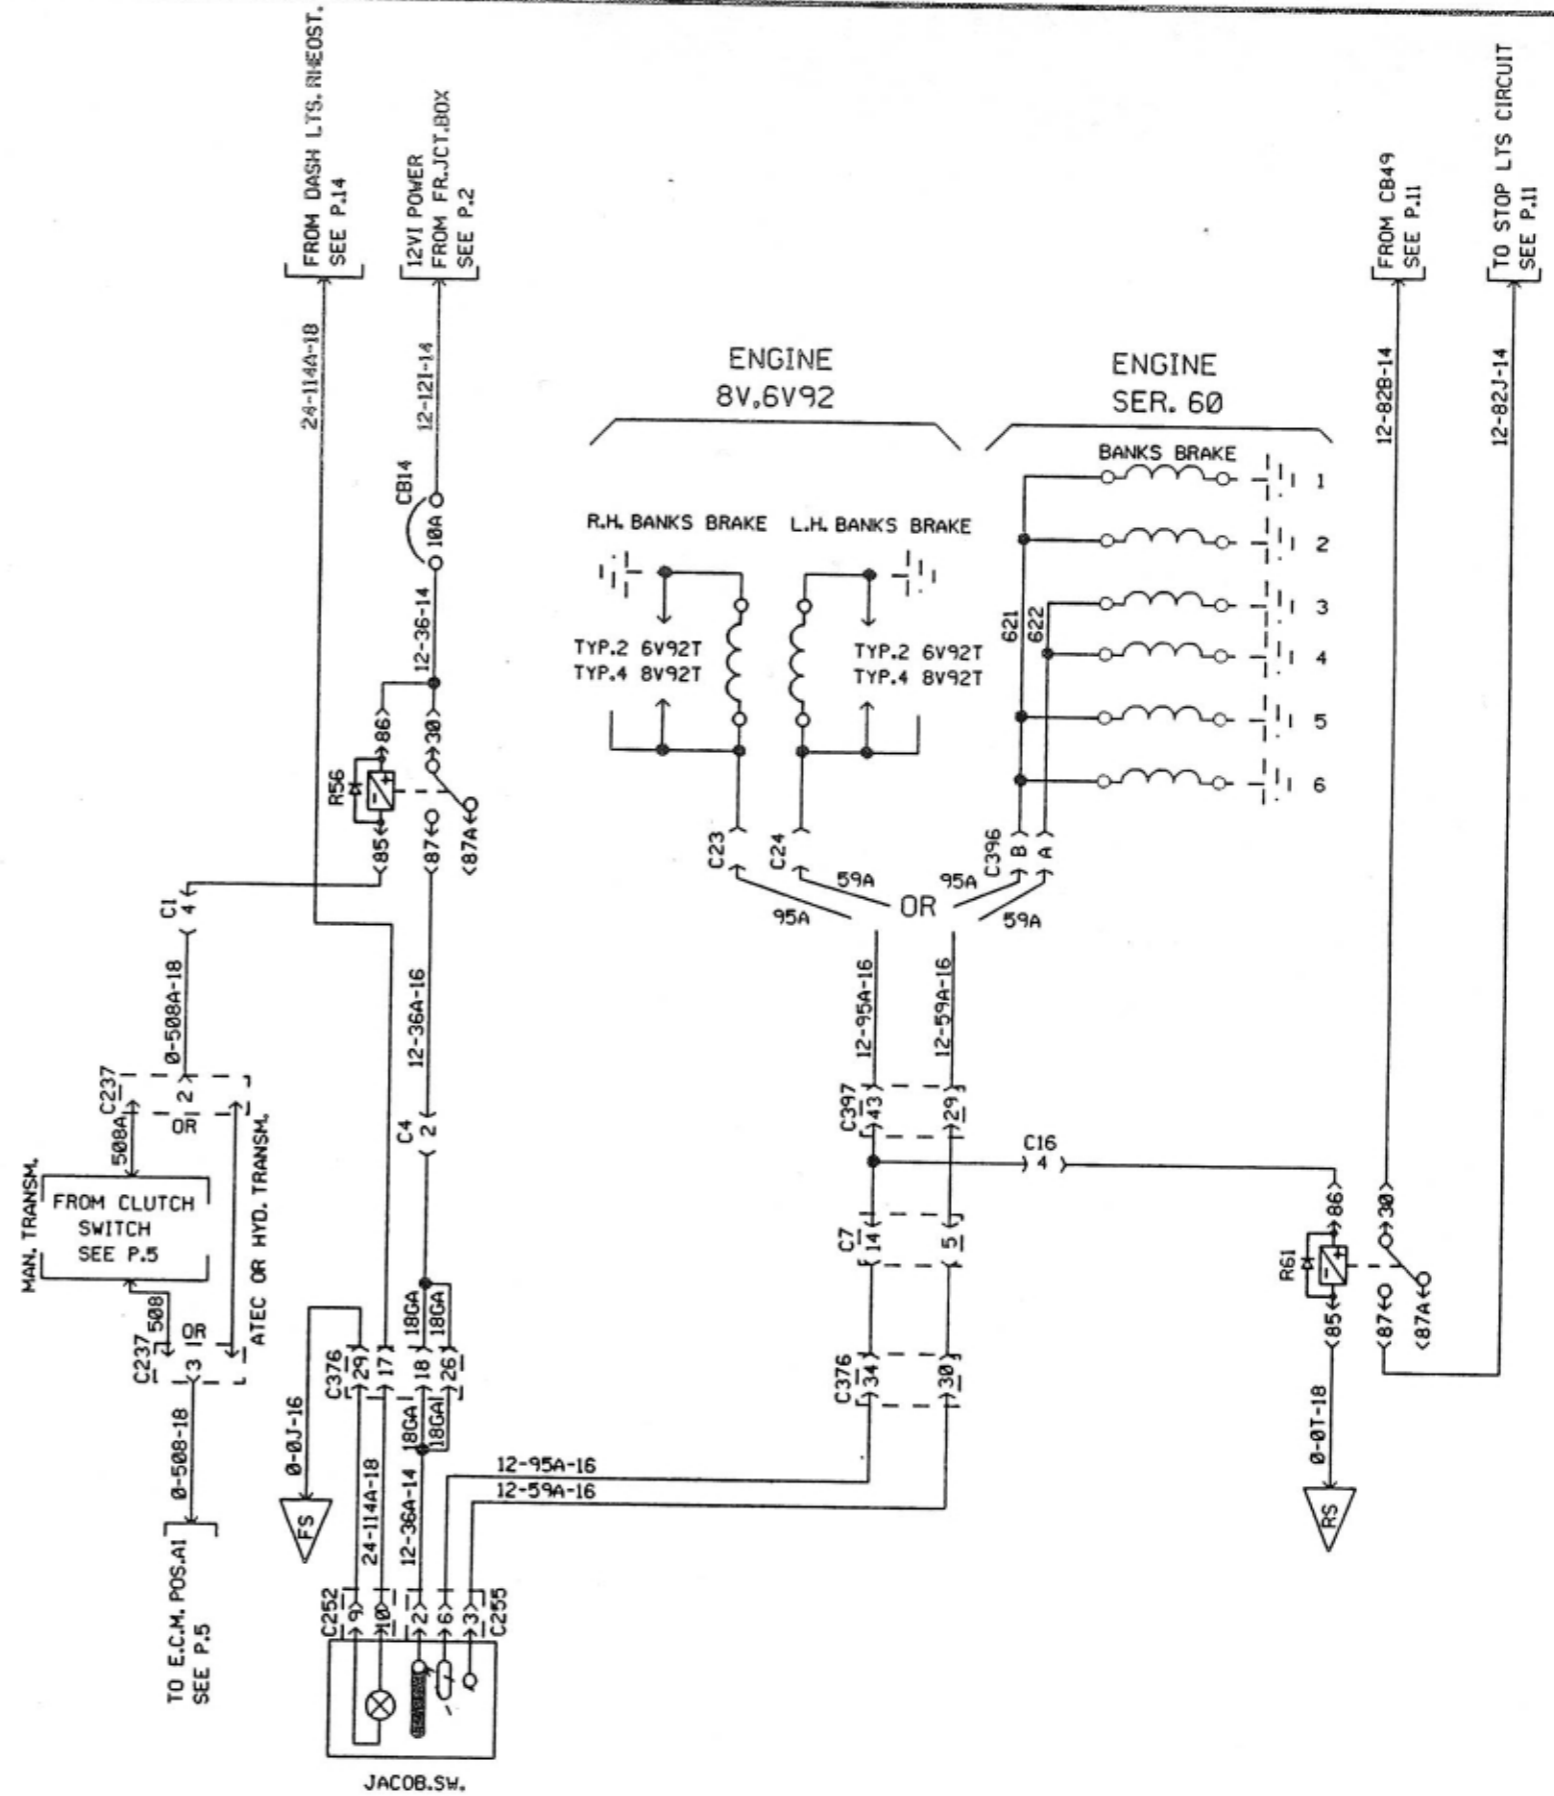 FROM DASH LTS. RHEOST.
SEE P.14
12VI POWER
FROM FR.JCT.BOX
SEE P.2
FROM CB49
SEE P.11
TO STOP LTS CIRCUIT
SEE P.11
24-114A-18
12-121-14
12-82B-14
12-82J-14
ENGINE
8V,6V92
ENGINE
SER. 60
CB14
10A
BANKS BRAKE
1
2
3
4
5
6
R.H. BANKS BRAKE
L.H. BANKS BRAKE
12-36-14
TYP.2 6V92T
TYP.4 8V92T
TYP.2 6V92T
TYP.4 8V92T
621
622
86
30
R56
85
87
87A
C23
C24
C396
B
A
95A
59A
OR
95A
59A
C1
4
0-508A-18
12-36A-16
12-95A-16
12-59A-16
C237
2
508A
OR
C4
2
C397
43
29
C16
4
MAN. TRANSM.
FROM CLUTCH
SWITCH
SEE P.5
ATEC OR HYD. TRANSM.
508
OR
C237
3
C7
14
5
86
30
R61
85
87
87A
18GA
18GA
C376
29
17
18
26
C376
34
30
18GA
18GA
0-508-18
0-0J-16
24-114A-18
12-36A-14
12-95A-16
12-59A-16
0-0T-18
FS
RS
TO E.C.M. POS.A1
SEE P.5
C252
9
10
2
6
3
C255
JACOB.SW.